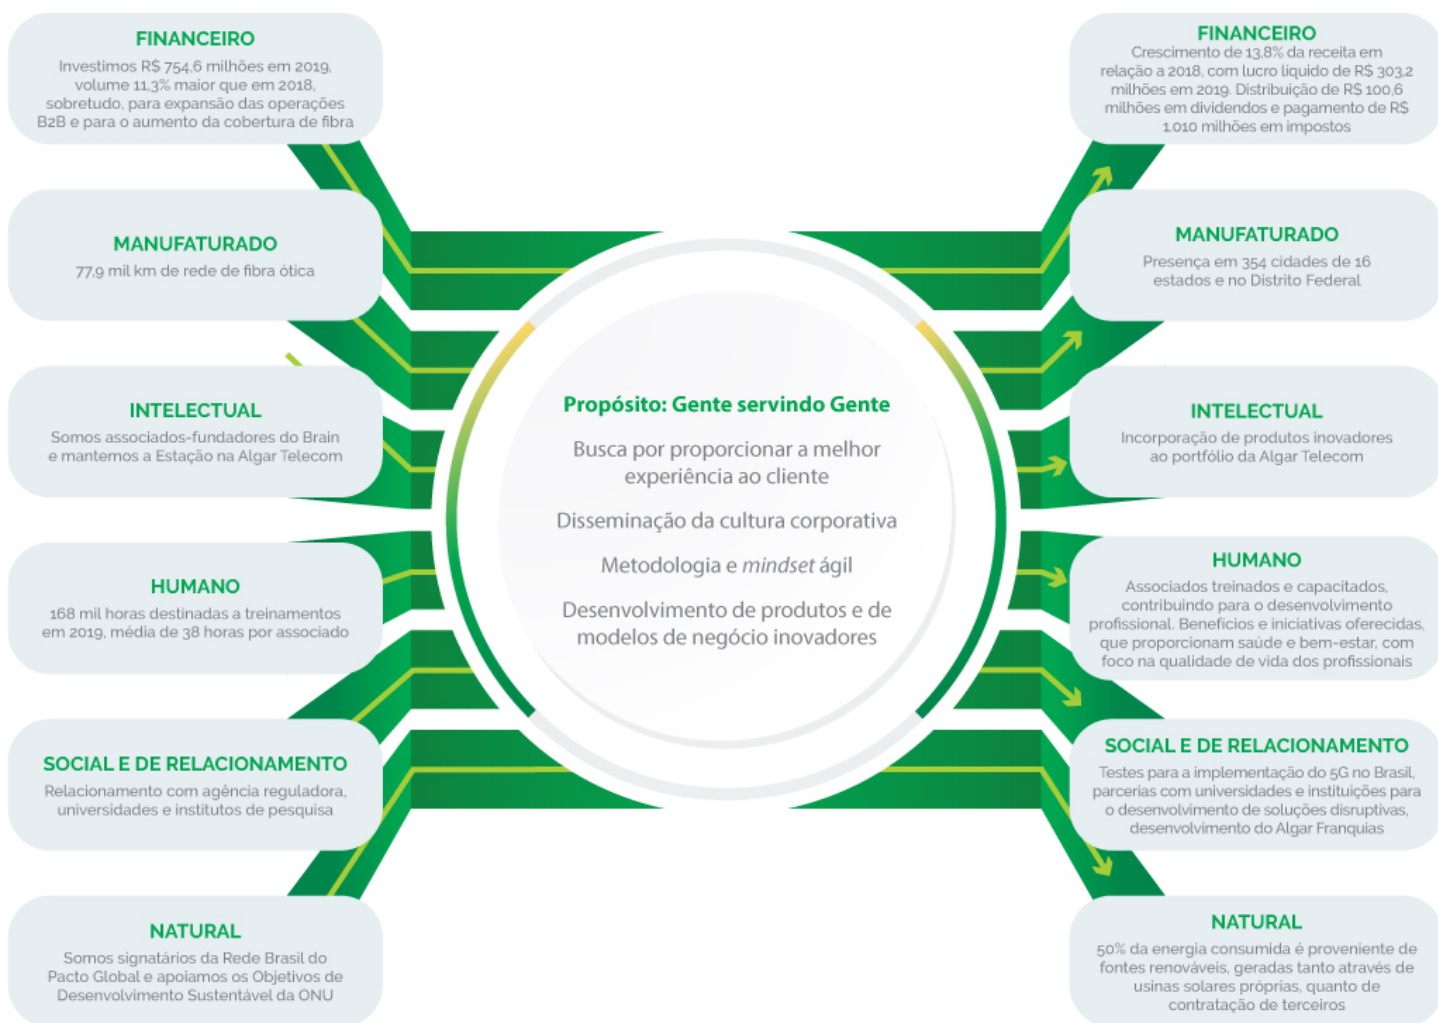 FINANCEIRO
Investimos R$ 754,6 milhões em 2019,
volume 11,3% maior que em 2018,
sobretudo, para expansão das operações
B2B e para o aumento da cobertura de fibra
MANUFATURADO
77,9 mil km de rede de fibra ótica
INTELECTUAL
Somos associados-fundadores do Brain
e mantemos a Estação na Algar Telecom
HUMANO
168 mil horas destinadas a treinamentos
em 2019, média de 38 horas por associado
SOCIAL E DE RELACIONAMENTO
Relacionamento com agência reguladora,
universidades e institutos de pesquisa
NATURAL
Somos signatários da Rede Brasil do
Pacto Global e apoiamos os Objetivos de
Desenvolvimento Sustentável da ONU
Propósito: Gente servindo Gente
Busca por proporcionar a melhor
experiência ao cliente
Disseminação da cultura corporativa
Metodologia e mindset ágil
Desenvolvimento de produtos e de
modelos de negócio inovadores
FINANCEIRO
Crescimento de 13,8% da receita em
relação a 2018, com lucro líquido de R$ 303,2
milhões em 2019. Distribuição de R$ 100,6
milhões em dividendos e pagamento de R$
1.010 milhões em impostos
MANUFATURADO
Presença em 354 cidades de 16
estados e no Distrito Federal
INTELECTUAL
Incorporação de produtos inovadores
ao portfólio da Algar Telecom
HUMANO
Associados treinados e capacitados,
contribuindo para o desenvolvimento
profissional. Benefícios e iniciativas oferecidas,
que proporcionam saúde e bem-estar, com
foco na qualidade de vida dos profissionais
SOCIAL E DE RELACIONAMENTO
Testes para a implementação do 5G no Brasil,
parcerias com universidades e instituições para
o desenvolvimento de soluções disruptivas,
desenvolvimento do Algar Franquias
NATURAL
50% da energia consumida é proveniente de
fontes renováveis, geradas tanto através de
usinas solares próprias, quanto de
contratação de terceiros